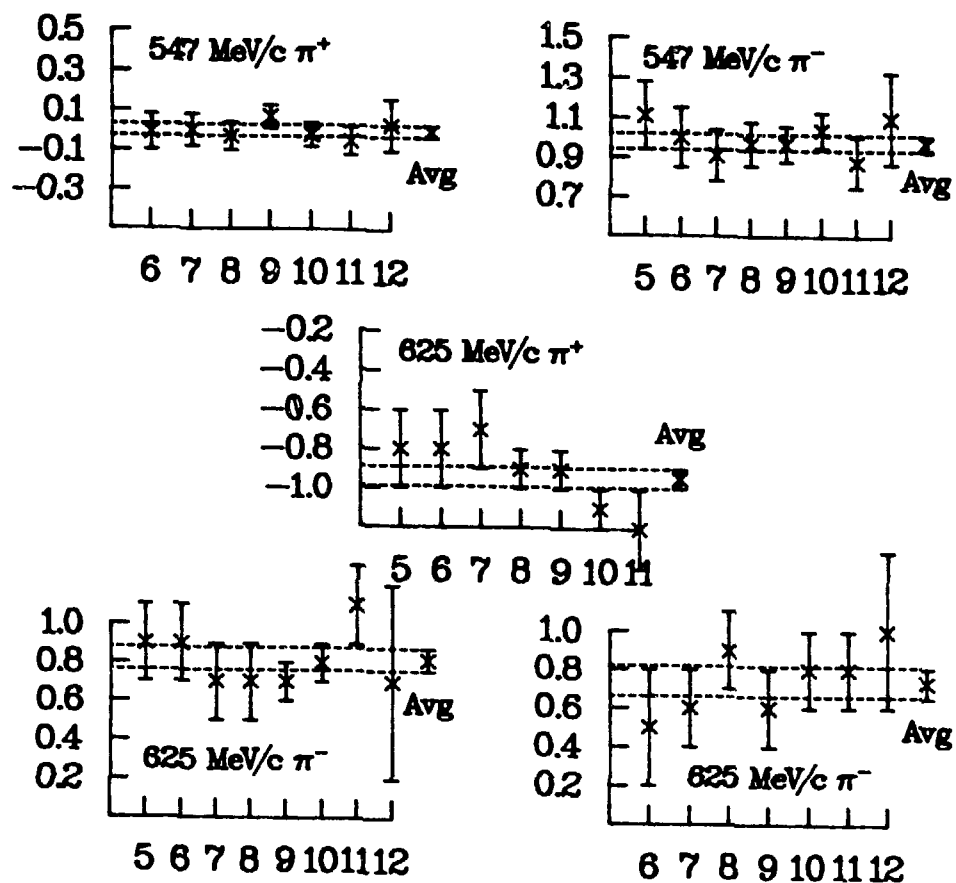 0.5
0.3
0.1
−0.1
−0.3
547 MeV/c π⁺
Avg
6 7 8 9 10 11 12
1.5
1.3
1.1
0.9
0.7
547 MeV/c π⁻
Avg
5 6 7 8 9 10 11 12
−0.2
−0.4
−0.6
−0.8
−1.0
625 MeV/c π⁺
Avg
5 6 7 8 9 10 11
1.0
0.8
0.6
0.4
0.2
625 MeV/c π⁻
Avg
5 6 7 8 9 10 11 12
1.0
0.8
0.6
0.4
0.2
625 MeV/c π⁻
Avg
6 7 8 9 10 11 12